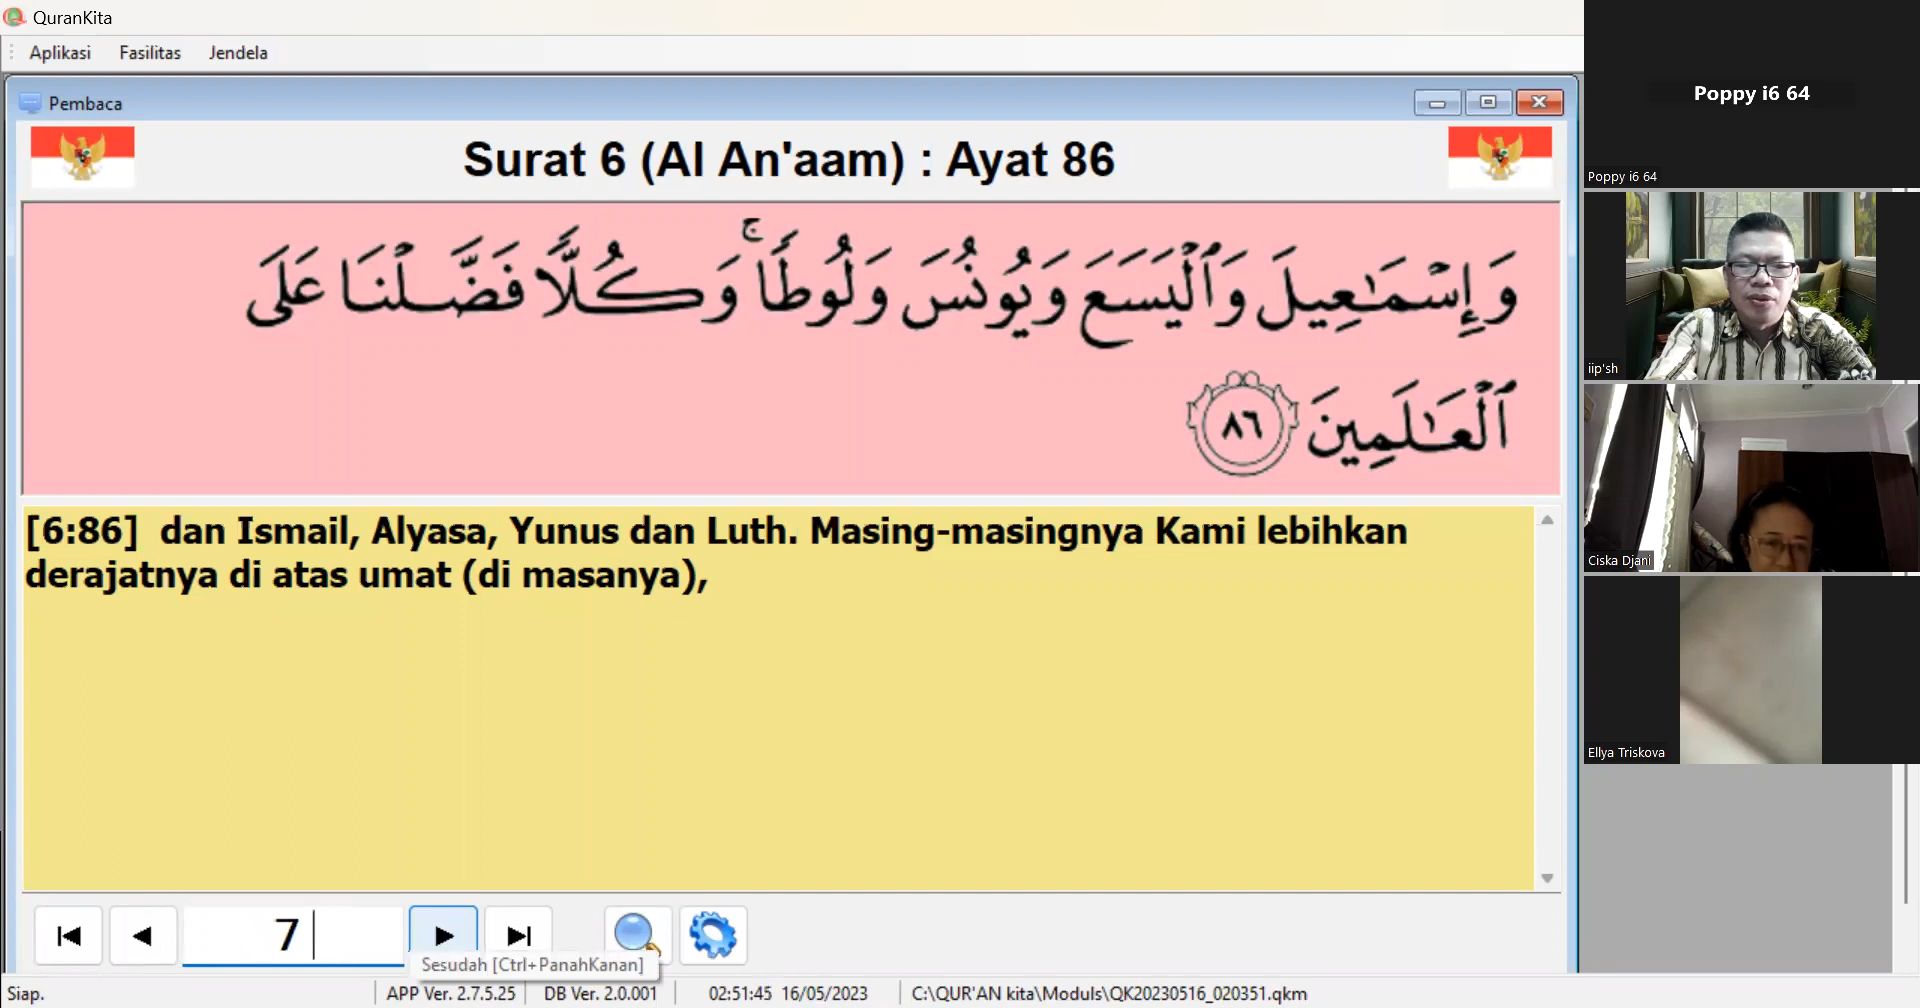 QuranKita
Aplikasi Fasilitas Jendela
Pembaca
Surat 6 (Al An'aam) : Ayat 86
وَإِسْمَـٰعِيلَ وَٱلْيَسَعَ وَيُونُسَ وَلُوطًا ۚ وَكُلًّا فَضَّلْنَا عَلَى
ٱلْعَـٰلَمِينَ ٨٦
[6:86] dan Ismail, Alyasa, Yunus dan Luth. Masing-masingnya Kami lebihkan
derajatnya di atas umat (di masanya),
7
Sesudah [Ctrl+PanahKanan]
Siap. APP Ver. 2.7.5.25 DB Ver. 2.0.001 02:51:45 16/05/2023 C:\QUR'AN kita\Moduls\QK20230516_020351.qkm
Poppy i6 64
Poppy i6 64
iip'sh
Ciska Djani
Ellya Triskova